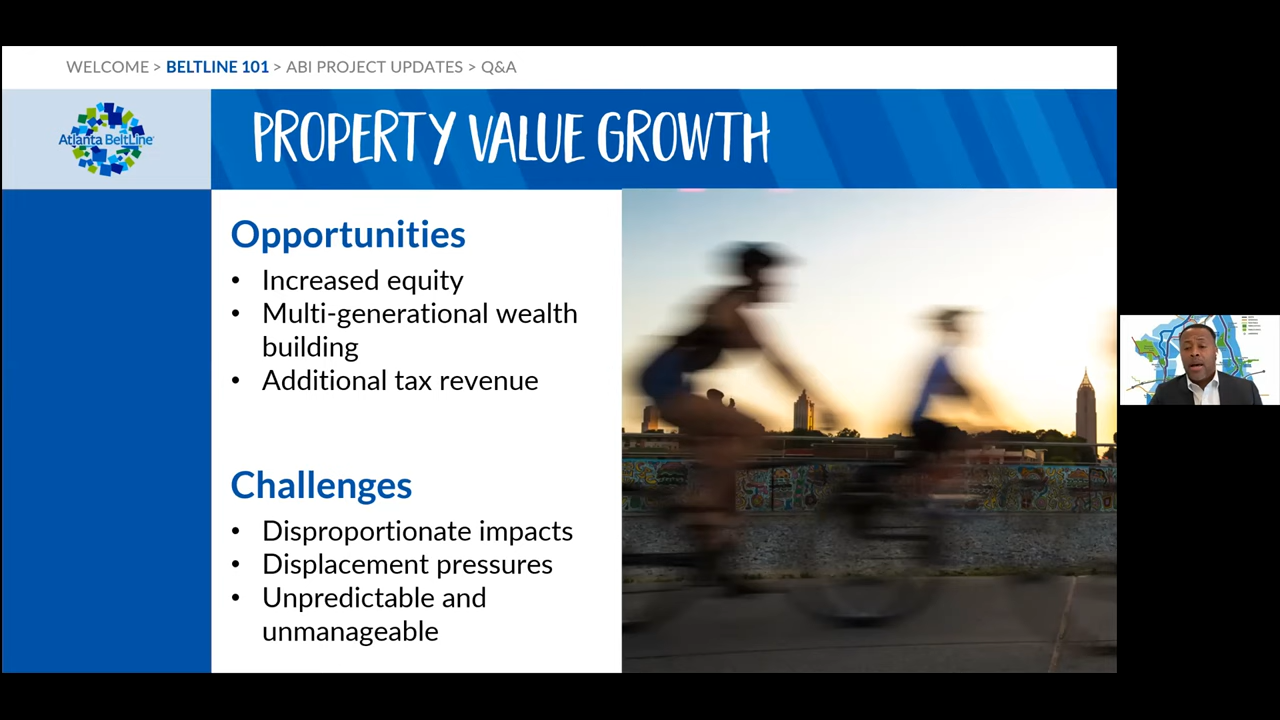 WELCOME > BELTLINE 101 > ABI PROJECT UPDATES > Q&A
Atlanta BeltLine
PROPERTY VALUE GROWTH
Opportunities
• Increased equity
• Multi-generational wealth
building
• Additional tax revenue
Challenges
• Disproportionate impacts
• Displacement pressures
• Unpredictable and
unmanageable